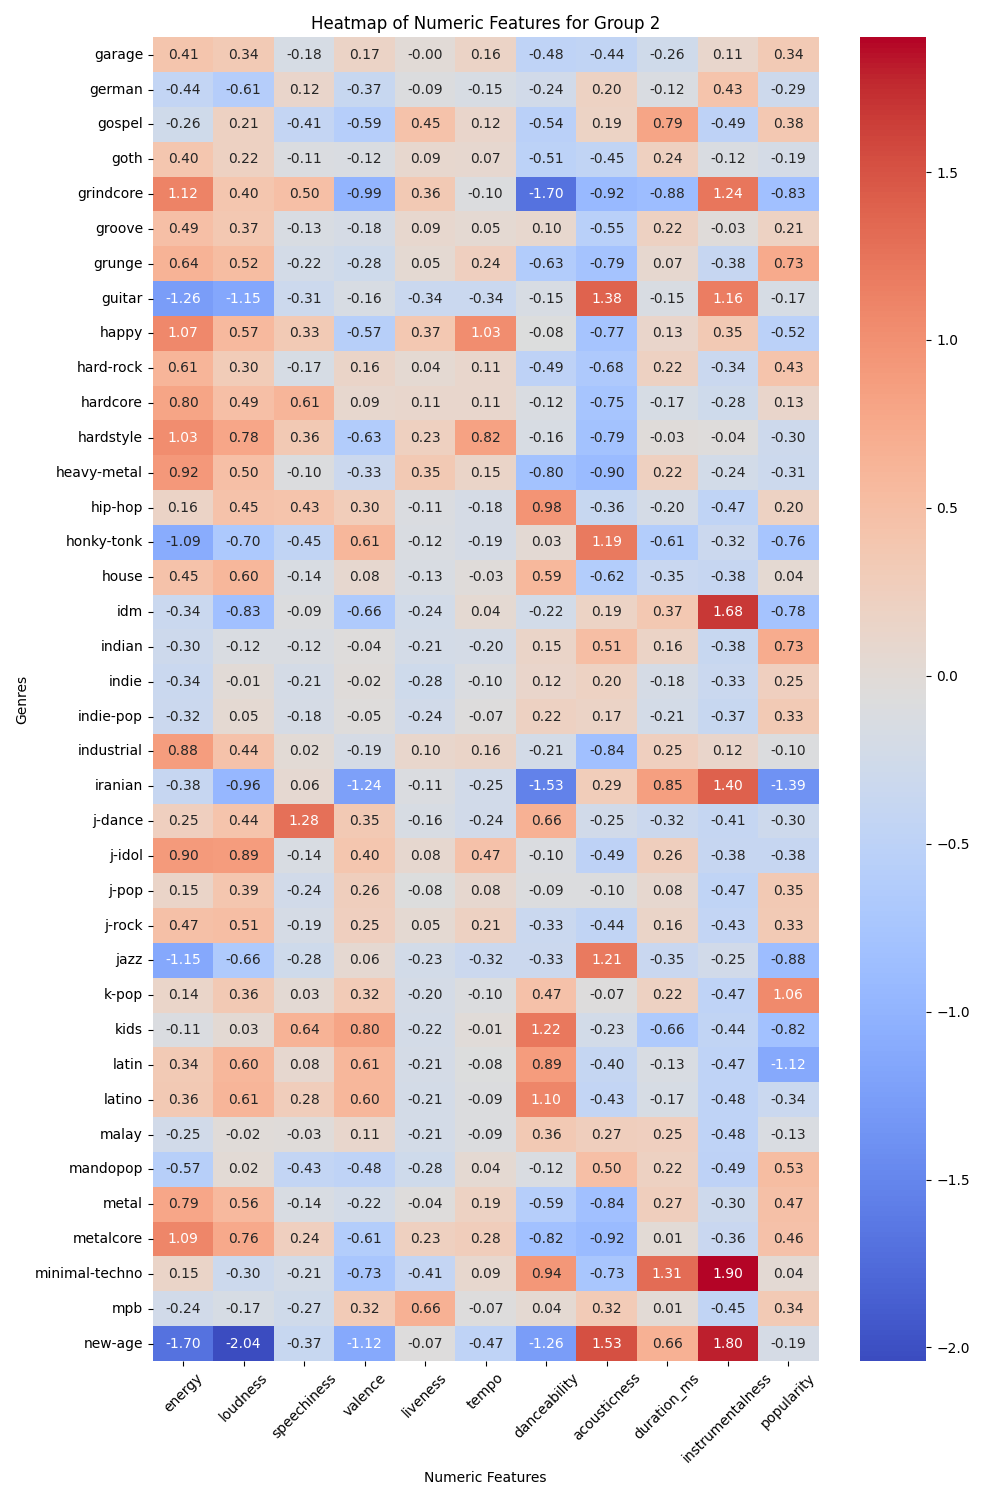 Heatmap of Numeric Features for Group 2
garage 0.41 0.34 -0.18 0.17 -0.00 0.16 -0.48 -0.44 -0.26 0.11 0.34
german -0.44 -0.61 0.12 -0.37 -0.09 -0.15 -0.24 0.20 -0.12 0.43 -0.29
gospel -0.26 0.21 -0.41 -0.59 0.45 0.12 -0.54 0.19 0.79 -0.49 0.38
goth 0.40 0.22 -0.11 -0.12 0.09 0.07 -0.51 -0.45 0.24 -0.12 -0.19
grindcore 1.12 0.40 0.50 -0.99 0.36 -0.10 -1.70 -0.92 -0.88 1.24 -0.83
groove 0.49 0.37 -0.13 -0.18 0.09 0.05 0.10 -0.55 0.22 -0.03 0.21
grunge 0.64 0.52 -0.22 -0.28 0.05 0.24 -0.63 -0.79 0.07 -0.38 0.73
guitar -1.26 -1.15 -0.31 -0.16 -0.34 -0.34 -0.15 1.38 -0.15 1.16 -0.17
happy 1.07 0.57 0.33 -0.57 0.37 1.03 -0.08 -0.77 0.13 0.35 -0.52
hard-rock 0.61 0.30 -0.17 0.16 0.04 0.11 -0.49 -0.68 0.22 -0.34 0.43
hardcore 0.80 0.49 0.61 0.09 0.11 0.11 -0.12 -0.75 -0.17 -0.28 0.13
hardstyle 1.03 0.78 0.36 -0.63 0.23 0.82 -0.16 -0.79 -0.03 -0.04 -0.30
heavy-metal 0.92 0.50 -0.10 -0.33 0.35 0.15 -0.80 -0.90 0.22 -0.24 -0.31
hip-hop 0.16 0.45 0.43 0.30 -0.11 -0.18 0.98 -0.36 -0.20 -0.47 0.20
honky-tonk -1.09 -0.70 -0.45 0.61 -0.12 -0.19 0.03 1.19 -0.61 -0.32 -0.76
house 0.45 0.60 -0.14 0.08 -0.13 -0.03 0.59 -0.62 -0.35 -0.38 0.04
idm -0.34 -0.83 -0.09 -0.66 -0.24 0.04 -0.22 0.19 0.37 1.68 -0.78
indian -0.30 -0.12 -0.12 -0.04 -0.21 -0.20 0.15 0.51 0.16 -0.38 0.73
indie -0.34 -0.01 -0.21 -0.02 -0.28 -0.10 0.12 0.20 -0.18 -0.33 0.25
indie-pop -0.32 0.05 -0.18 -0.05 -0.24 -0.07 0.22 0.17 -0.21 -0.37 0.33
industrial 0.88 0.44 0.02 -0.19 0.10 0.16 -0.21 -0.84 0.25 0.12 -0.10
iranian -0.38 -0.96 0.06 -1.24 -0.11 -0.25 -1.53 0.29 0.85 1.40 -1.39
j-dance 0.25 0.44 1.28 0.35 -0.16 -0.24 0.66 -0.25 -0.32 -0.41 -0.30
j-idol 0.90 0.89 -0.14 0.40 0.08 0.47 -0.10 -0.49 0.26 -0.38 -0.38
j-pop 0.15 0.39 -0.24 0.26 -0.08 0.08 -0.09 -0.10 0.08 -0.47 0.35
j-rock 0.47 0.51 -0.19 0.25 0.05 0.21 -0.33 -0.44 0.16 -0.43 0.33
jazz -1.15 -0.66 -0.28 0.06 -0.23 -0.32 -0.33 1.21 -0.35 -0.25 -0.88
k-pop 0.14 0.36 0.03 0.32 -0.20 -0.10 0.47 -0.07 0.22 -0.47 1.06
kids -0.11 0.03 0.64 0.80 -0.22 -0.01 1.22 -0.23 -0.66 -0.44 -0.82
latin 0.34 0.60 0.08 0.61 -0.21 -0.08 0.89 -0.40 -0.13 -0.47 -1.12
latino 0.36 0.61 0.28 0.60 -0.21 -0.09 1.10 -0.43 -0.17 -0.48 -0.34
malay -0.25 -0.02 -0.03 0.11 -0.21 -0.09 0.36 0.27 0.25 -0.48 -0.13
mandopop -0.57 0.02 -0.43 -0.48 -0.28 0.04 -0.12 0.50 0.22 -0.49 0.53
metal 0.79 0.56 -0.14 -0.22 -0.04 0.19 -0.59 -0.84 0.27 -0.30 0.47
metalcore 1.09 0.76 0.24 -0.61 0.23 0.28 -0.82 -0.92 0.01 -0.36 0.46
minimal-techno 0.15 -0.30 -0.21 -0.73 -0.41 0.09 0.94 -0.73 1.31 1.90 0.04
mpb -0.24 -0.17 -0.27 0.32 0.66 -0.07 0.04 0.32 0.01 -0.45 0.34
new-age -1.70 -2.04 -0.37 -1.12 -0.07 -0.47 -1.26 1.53 0.66 1.80 -0.19
energy loudness speechiness valence liveness tempo danceability acousticness duration_ms instrumentalness popularity
Numeric Features
Genres
1.5
1.0
0.5
0.0
−0.5
−1.0
−1.5
−2.0